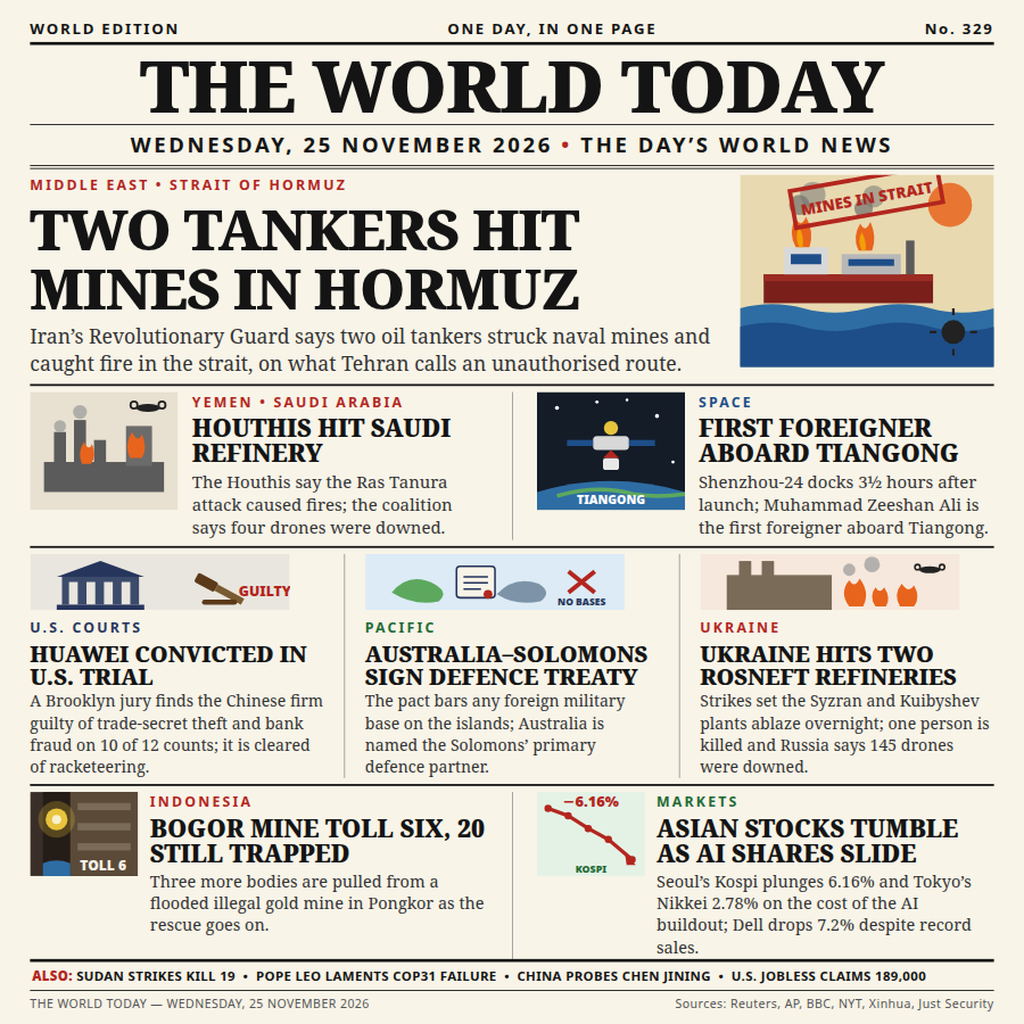 WORLD EDITION
ONE DAY, IN ONE PAGE
No. 329
THE WORLD TODAY
WEDNESDAY, 25 NOVEMBER 2026 • THE DAY’S WORLD NEWS
MIDDLE EAST • STRAIT OF HORMUZ
TWO TANKERS HIT
MINES IN HORMUZ
Iran’s Revolutionary Guard says two oil tankers struck naval mines and
caught fire in the strait, on what Tehran calls an unauthorised route.
MINES IN STRAIT
YEMEN • SAUDI ARABIA
HOUTHIS HIT SAUDI
REFINERY
The Houthis say the Ras Tanura
attack caused fires; the coalition
says four drones were downed.
TIANGONG
SPACE
FIRST FOREIGNER
ABOARD TIANGONG
Shenzhou-24 docks 3½ hours after
launch; Muhammad Zeeshan Ali is
the first foreigner aboard Tiangong.
GUILTY
U.S. COURTS
HUAWEI CONVICTED IN
U.S. TRIAL
A Brooklyn jury finds the Chinese firm
guilty of trade-secret theft and bank
fraud on 10 of 12 counts; it is cleared
of racketeering.
NO BASES
PACIFIC
AUSTRALIA–SOLOMONS
SIGN DEFENCE TREATY
The pact bars any foreign military
base on the islands; Australia is
named the Solomons’ primary
defence partner.
UKRAINE
UKRAINE HITS TWO
ROSNEFT REFINERIES
Strikes set the Syzran and Kuibyshev
plants ablaze overnight; one person is
killed and Russia says 145 drones
were downed.
TOLL 6
INDONESIA
BOGOR MINE TOLL SIX, 20
STILL TRAPPED
Three more bodies are pulled from a
flooded illegal gold mine in Pongkor as the
rescue goes on.
−6.16%
KOSPI
MARKETS
ASIAN STOCKS TUMBLE
AS AI SHARES SLIDE
Seoul’s Kospi plunges 6.16% and Tokyo’s
Nikkei 2.78% on the cost of the AI
buildout; Dell drops 7.2% despite record
sales.
ALSO: SUDAN STRIKES KILL 19 • POPE LEO LAMENTS COP31 FAILURE • CHINA PROBES CHEN JINING • U.S. JOBLESS CLAIMS 189,000
THE WORLD TODAY — WEDNESDAY, 25 NOVEMBER 2026
Sources: Reuters, AP, BBC, NYT, Xinhua, Just Security